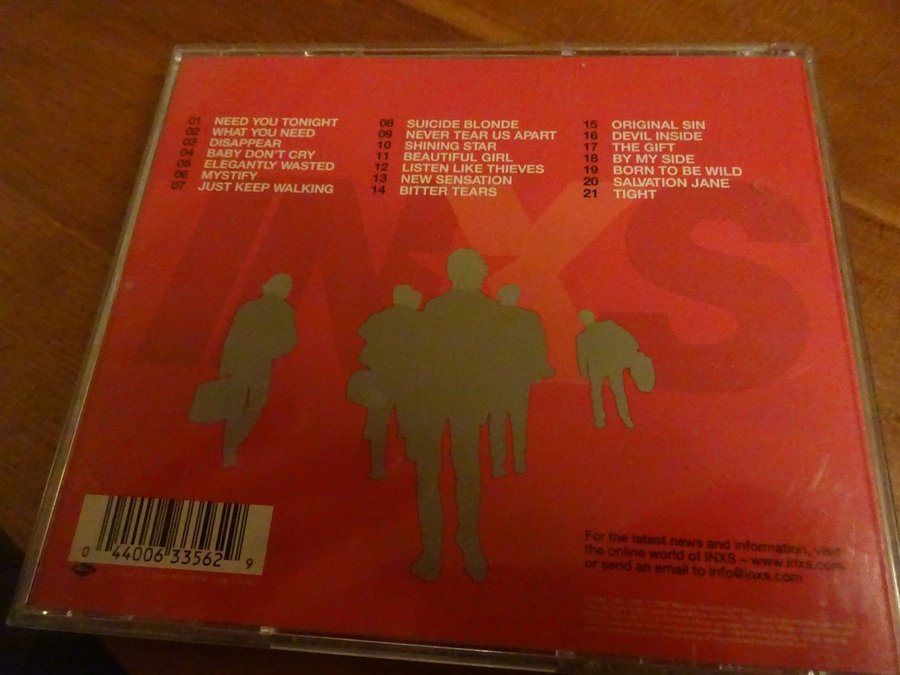 01 NEED YOU TONIGHT
02 WHAT YOU NEED
03 DISAPPEAR
04 BABY DON'T CRY
05 ELEGANTLY WASTED
06 MYSTIFY
07 JUST KEEP WALKING
08 SUICIDE BLONDE
09 NEVER TEAR US APART
10 SHINING STAR
11 BEAUTIFUL GIRL
12 LISTEN LIKE THIEVES
13 NEW SENSATION
14 BITTER TEARS
15 ORIGINAL SIN
16 DEVIL INSIDE
17 THE GIFT
18 BY MY SIDE
19 BORN TO BE WILD
20 SALVATION JANE
21 TIGHT
INXS
0 44006 33562 9
For the latest news and information, visit
the online world of INXS – www.inxs.com
or send an email to info@inxs.com